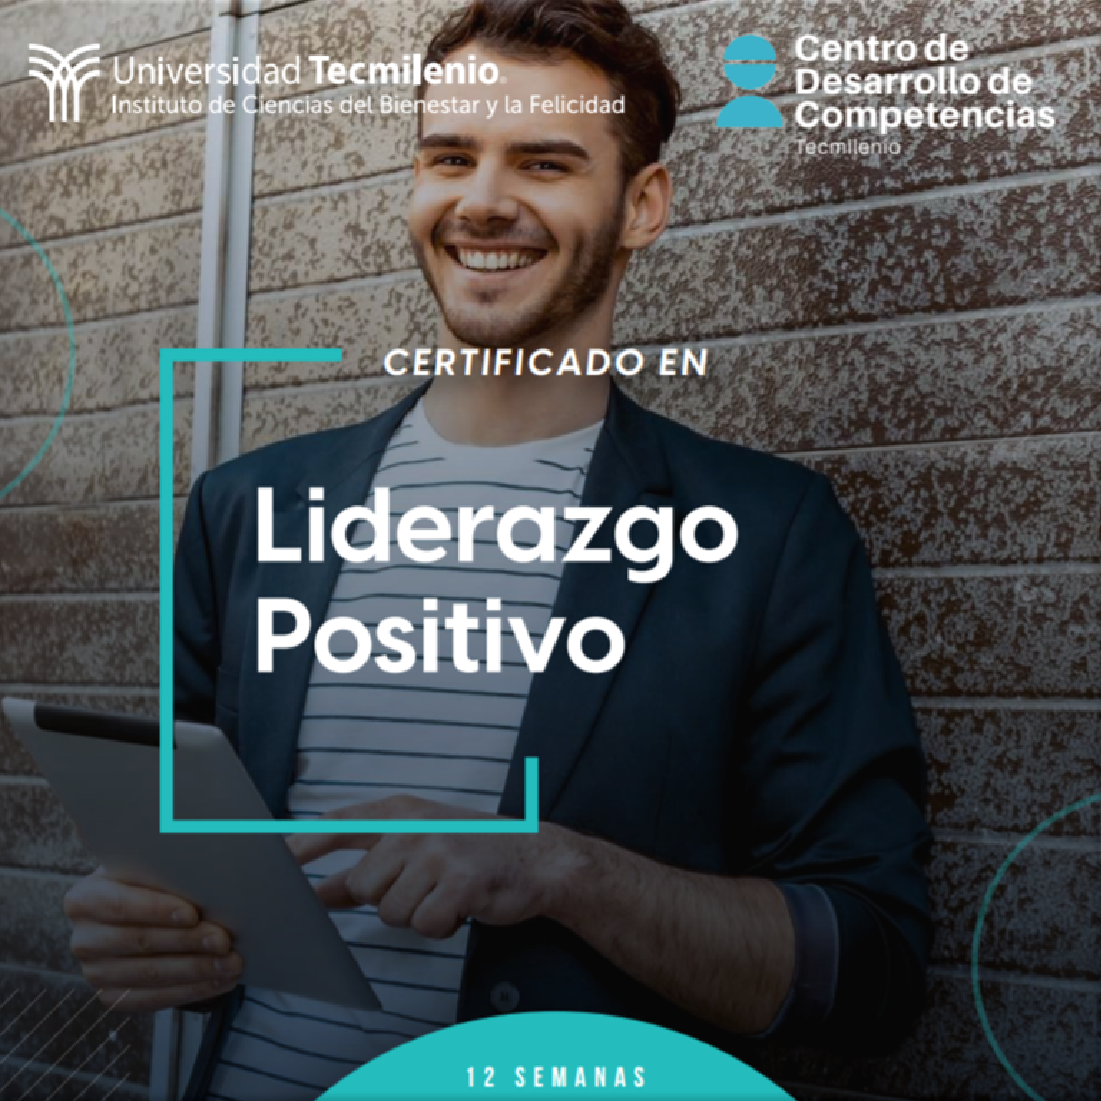 Universidad Tecmilenio.
Instituto de Ciencias del Bienestar y la Felicidad
Centro de
Desarrollo de
Competencias
Tecmilenio
CERTIFICADO EN
Liderazgo
Positivo
12 SEMANAS